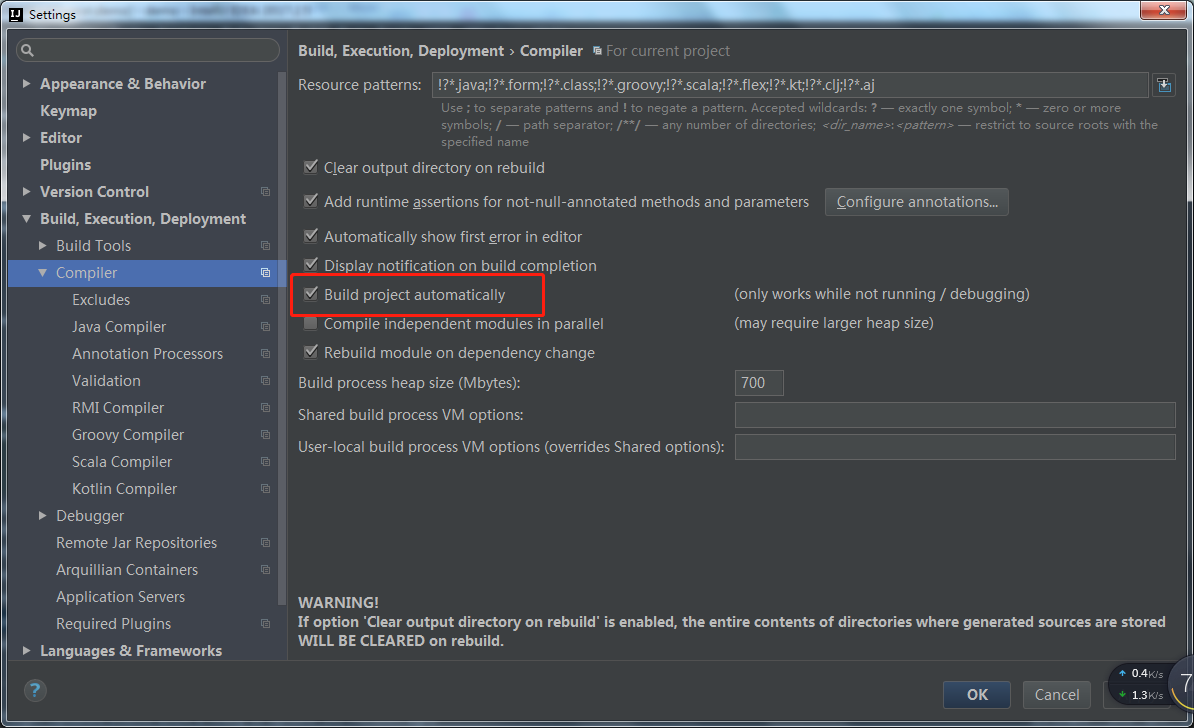 IJ Settings
Appearance & Behavior
Keymap
Editor
Plugins
Version Control
Build, Execution, Deployment
Build Tools
Compiler
Excludes
Java Compiler
Annotation Processors
Validation
RMI Compiler
Groovy Compiler
Scala Compiler
Kotlin Compiler
Debugger
Remote Jar Repositories
Arquillian Containers
Application Servers
Required Plugins
Languages & Frameworks
Build, Execution, Deployment › Compiler For current project
Resource patterns: !?*.java;!?*.form;!?*.class;!?*.groovy;!?*.scala;!?*.flex;!?*.kt;!?*.clj;!?*.aj
Use ; to separate patterns and ! to negate a pattern. Accepted wildcards: ? — exactly one symbol; * — zero or more
symbols; / — path separator; /**/ — any number of directories; <dir_name>:<pattern> — restrict to source roots with the
specified name
Clear output directory on rebuild
Add runtime assertions for not-null-annotated methods and parameters Configure annotations...
Automatically show first error in editor
Display notification on build completion
Build project automatically (only works while not running / debugging)
Compile independent modules in parallel (may require larger heap size)
Rebuild module on dependency change
Build process heap size (Mbytes): 700
Shared build process VM options:
User-local build process VM options (overrides Shared options):
WARNING!
If option 'Clear output directory on rebuild' is enabled, the entire contents of directories where generated sources are stored
WILL BE CLEARED on rebuild.
? OK Cancel
0.4K/s
1.3K/s